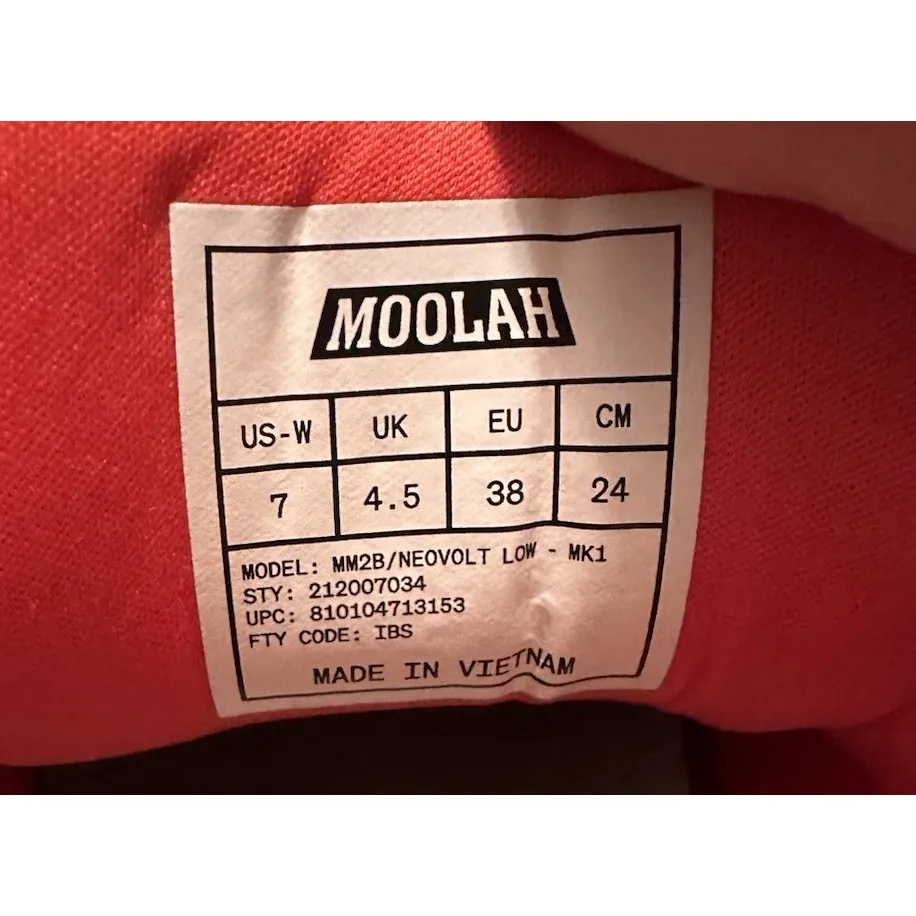 MOOLAH
US-W UK EU CM
7 4.5 38 24
MODEL: MM2B/NEOVOLT LOW - MK1
STY: 212007034
UPC: 810104713153
FTY CODE: IBS
MADE IN VIETNAM